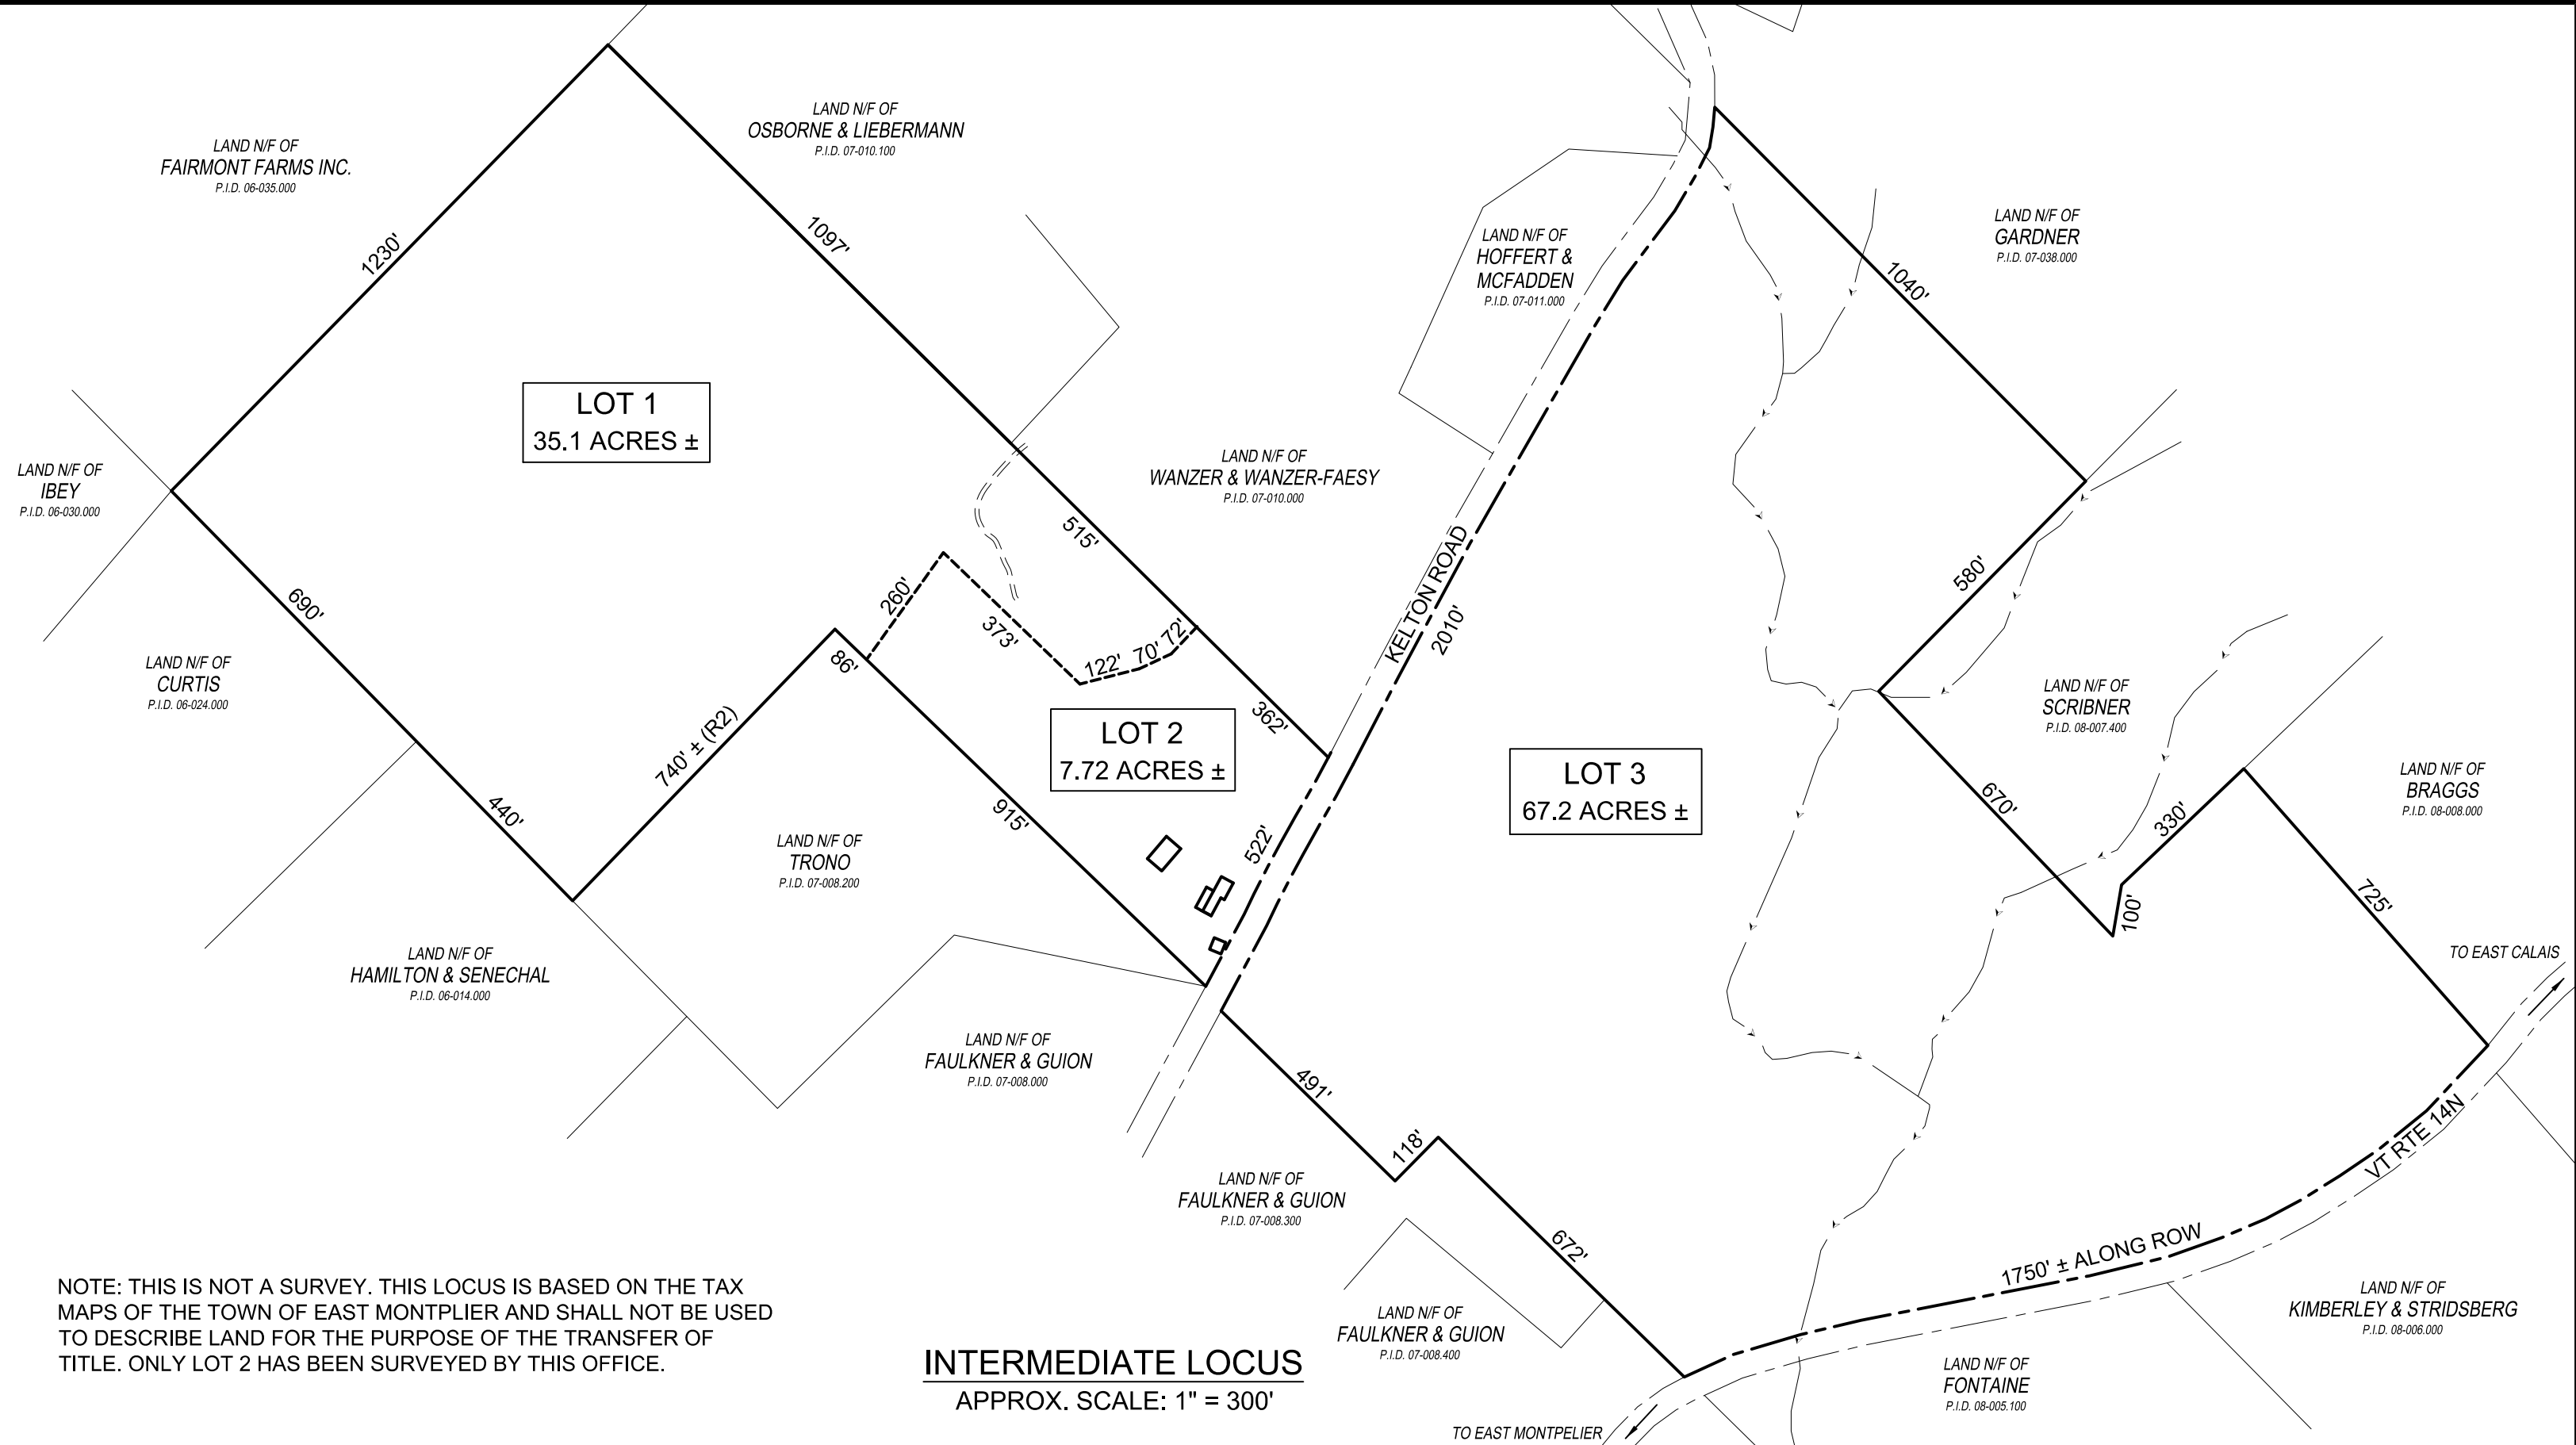 LAND N/F OF
FAIRMONT FARMS INC.
P.I.D. 06-035.000
LAND N/F OF
OSBORNE & LIEBERMANN
P.I.D. 07-010.100
1230'
1097'
LOT 1
35.1 ACRES ±
LAND N/F OF
IBEY
P.I.D. 06-030.000
LAND N/F OF
HOFFERT &
MCFADDEN
P.I.D. 07-011.000
LAND N/F OF
GARDNER
P.I.D. 07-038.000
1040'
LAND N/F OF
WANZER & WANZER-FAESY
P.I.D. 07-010.000
515'
690'
260'
373'
122'
70'
72'
86'
KELTON ROAD
2010'
580'
LAND N/F OF
CURTIS
P.I.D. 06-024.000
740' ± (R2)
362'
LOT 2
7.72 ACRES ±
LAND N/F OF
SCRIBNER
P.I.D. 08-007.400
LOT 3
67.2 ACRES ±
LAND N/F OF
BRAGGS
P.I.D. 08-008.000
440'
915'
522'
670'
330'
100'
725'
LAND N/F OF
TRONO
P.I.D. 07-008.200
LAND N/F OF
HAMILTON & SENECHAL
P.I.D. 06-014.000
TO EAST CALAIS
LAND N/F OF
FAULKNER & GUION
P.I.D. 07-008.000
491'
118'
VT RTE 14N
LAND N/F OF
FAULKNER & GUION
P.I.D. 07-008.300
672'
1750' ± ALONG ROW
LAND N/F OF
FAULKNER & GUION
P.I.D. 07-008.400
LAND N/F OF
KIMBERLEY & STRIDSBERG
P.I.D. 08-006.000
LAND N/F OF
FONTAINE
P.I.D. 08-005.100
TO EAST MONTPELIER
NOTE: THIS IS NOT A SURVEY. THIS LOCUS IS BASED ON THE TAX
MAPS OF THE TOWN OF EAST MONTPLIER AND SHALL NOT BE USED
TO DESCRIBE LAND FOR THE PURPOSE OF THE TRANSFER OF
TITLE. ONLY LOT 2 HAS BEEN SURVEYED BY THIS OFFICE.
INTERMEDIATE LOCUS
APPROX. SCALE: 1" = 300'